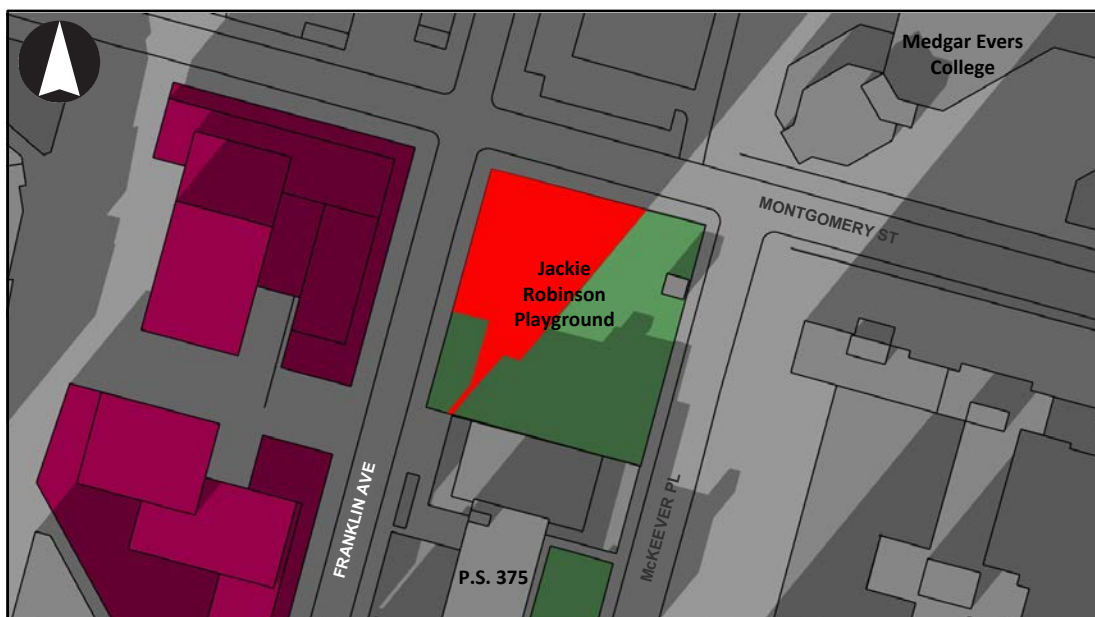 Medgar Evers
College
MONTGOMERY ST
Jackie
Robinson
Playground
FRANKLIN AVE
McKEEVER PL
P.S. 375